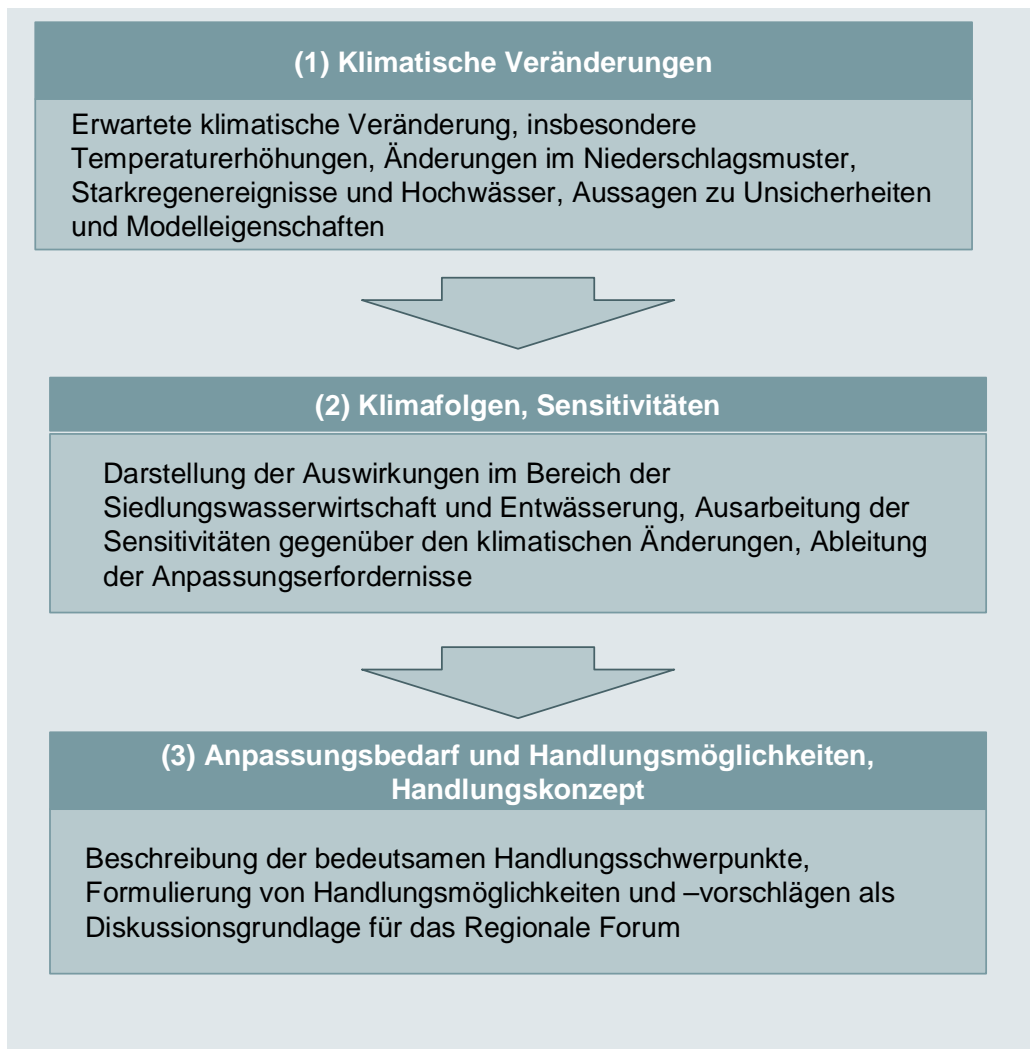 (1) Klimatische Veränderungen
Erwartete klimatische Veränderung, insbesondere
Temperaturerhöhungen, Änderungen im Niederschlagsmuster,
Starkregenereignisse und Hochwässer, Aussagen zu Unsicherheiten
und Modelleigenschaften
(2) Klimafolgen, Sensitivitäten
Darstellung der Auswirkungen im Bereich der
Siedlungswasserwirtschaft und Entwässerung, Ausarbeitung der
Sensitivitäten gegenüber den klimatischen Änderungen, Ableitung
der Anpassungserfordernisse
(3) Anpassungsbedarf und Handlungsmöglichkeiten,
Handlungskonzept
Beschreibung der bedeutsamen Handlungsschwerpunkte,
Formulierung von Handlungsmöglichkeiten und –vorschlägen als
Diskussionsgrundlage für das Regionale Forum